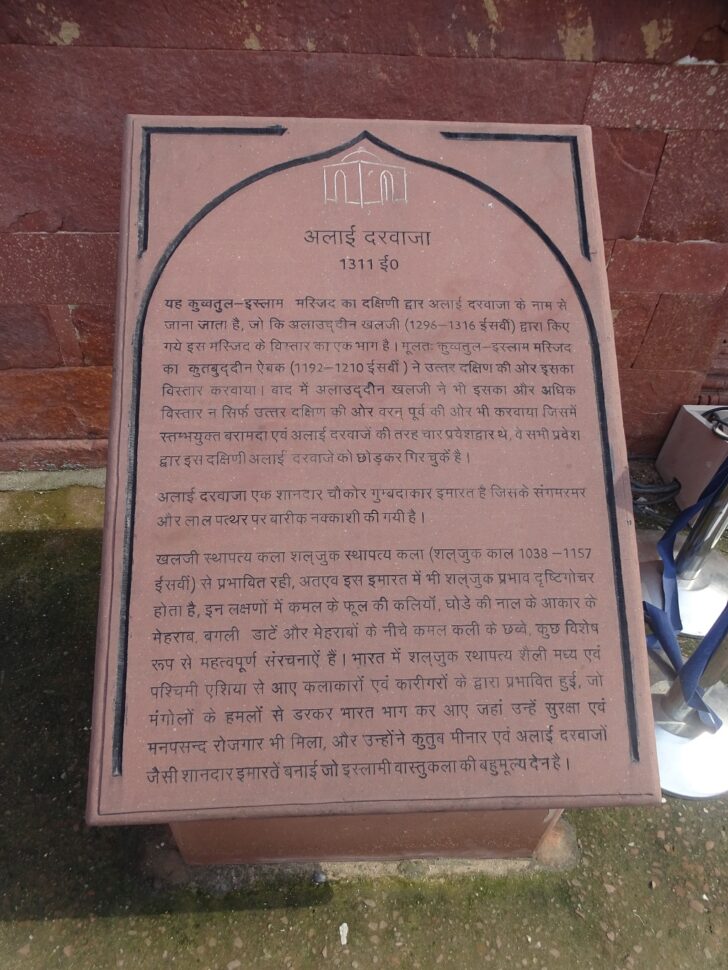 अलाई दरवाजा
1311 ई0
यह कुव्वतुल–इस्लाम मस्जिद का दक्षिणी द्वार अलाई दरवाजा के नाम से
जाना जाता है, जो कि अलाउद्दीन खलजी (1296–1316 ईसवीं) द्वारा किए
गये इस मस्जिद के विस्तार का एक भाग है। मूलतः कुव्वतुल–इस्लाम मस्जिद
का कुतबुद्दीन ऐबक (1192–1210 ईसवीं ) ने उत्तर दक्षिण की ओर इसका
विस्तार करवाया। बाद में अलाउद्दीन खलजी ने भी इसका और अधिक
विस्तार न सिर्फ उत्तर दक्षिण की ओर वरन् पूर्व की ओर भी करवाया जिसमें
स्तम्भयुक्त बरामदा एवं अलाई दरवाजें की तरह चार प्रवेशद्वार थे, वे सभी प्रवेश
द्वार इस दक्षिणी अलाई दरवाजे को छोड़कर गिर चुकें है।
अलाई दरवाजा एक शानदार चौकोर गुम्बदाकार इमारत है जिसके संगमरमर
और लाल पत्थर पर बारीक नक्काशी की गयी है।
खलजी स्थापत्य कला शल्जुक स्थापत्य कला (शल्जुक काल 1038 –1157
ईसवीं) से प्रभावित रही, अतएव इस इमारत में भी शल्जुक प्रभाव दृष्टिगोचर
होता है, इन लक्षणों में कमल के फूल की कलियॉ, घोडे की नाल के आकार के
मेहराब, बगली डाटें और मेहराबों के नीचे कमल कली के छब्बे, कुछ विशेष
रूप से महत्वपूर्ण संरचनाऐं हैं। भारत में शल्जुक स्थापत्य शैली मध्य एवं
पश्चिमी एशिया से आए कलाकारों एवं कारीगरों के द्वारा प्रभावित हुई, जो
मंगोलों के हमलों से डरकर भारत भाग कर आए जहां उन्हें सुरक्षा एवं
मनपसन्द रोजगार भी मिला, और उन्होंने कुतुब मीनार एवं अलाई दरवाजों
जैसी शानदार इमारतें बनाई जो इस्लामी वास्तुकला की बहुमूल्य देन है।